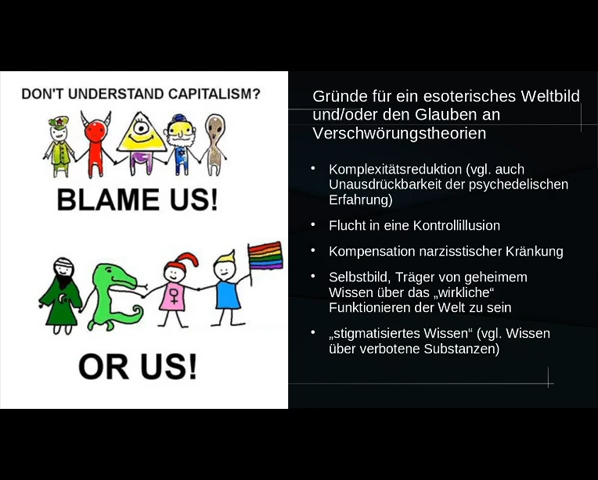 DON'T UNDERSTAND CAPITALISM?
BLAME US!
OR US!
Gründe für ein esoterisches Weltbild
und/oder den Glauben an
Verschwörungstheorien
• Komplexitätsreduktion (vgl. auch
Unausdrückbarkeit der psychedelischen
Erfahrung)
• Flucht in eine Kontrollillusion
• Kompensation narzisstischer Kränkung
• Selbstbild, Träger von geheimem
Wissen über das „wirkliche“
Funktionieren der Welt zu sein
• „stigmatisiertes Wissen“ (vgl. Wissen
über verbotene Substanzen)